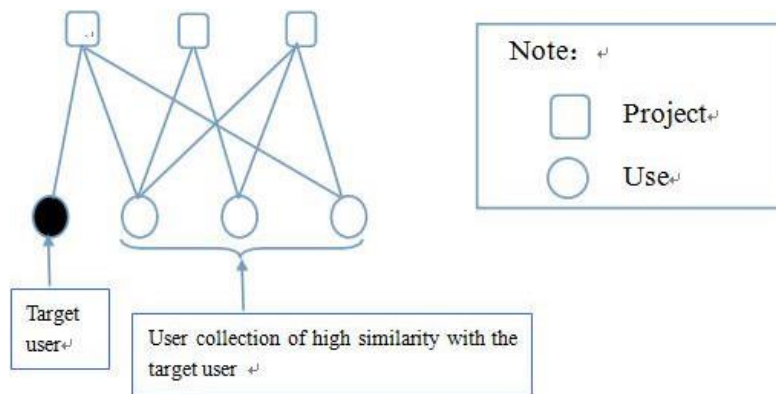 Note：
Project
Use
Target
user
User collection of high similarity with the
target user